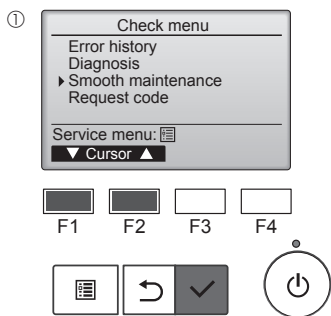 ①
Check menu
Error history
Diagnosis
Smooth maintenance
Request code
Service menu:
▼ Cursor ▲
F1 F2 F3 F4